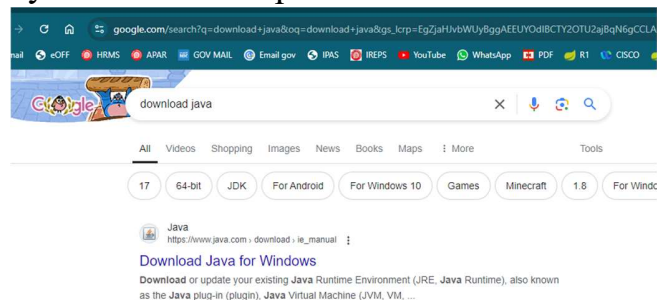 google.com/search?q=download+java&oq=download+java&gs_lcrp=EgZjaHJvbWUyBggAEEUYOdIBCTY2OTU2ajBqN6gCCLA
nail eOFF HRMS APAR GOV MAIL Email gov IPAS IREPS YouTube WhatsApp PDF R1 CISCO
download java
All Videos Shopping Images News Books Maps More Tools
17 64-bit JDK For Android For Windows 10 Games Minecraft 1.8 For Windo
Java
https://www.java.com › download › ie_manual
Download Java for Windows
Download or update your existing Java Runtime Environment (JRE, Java Runtime), also known
as the Java plug-in (plugin), Java Virtual Machine (JVM, VM, ...